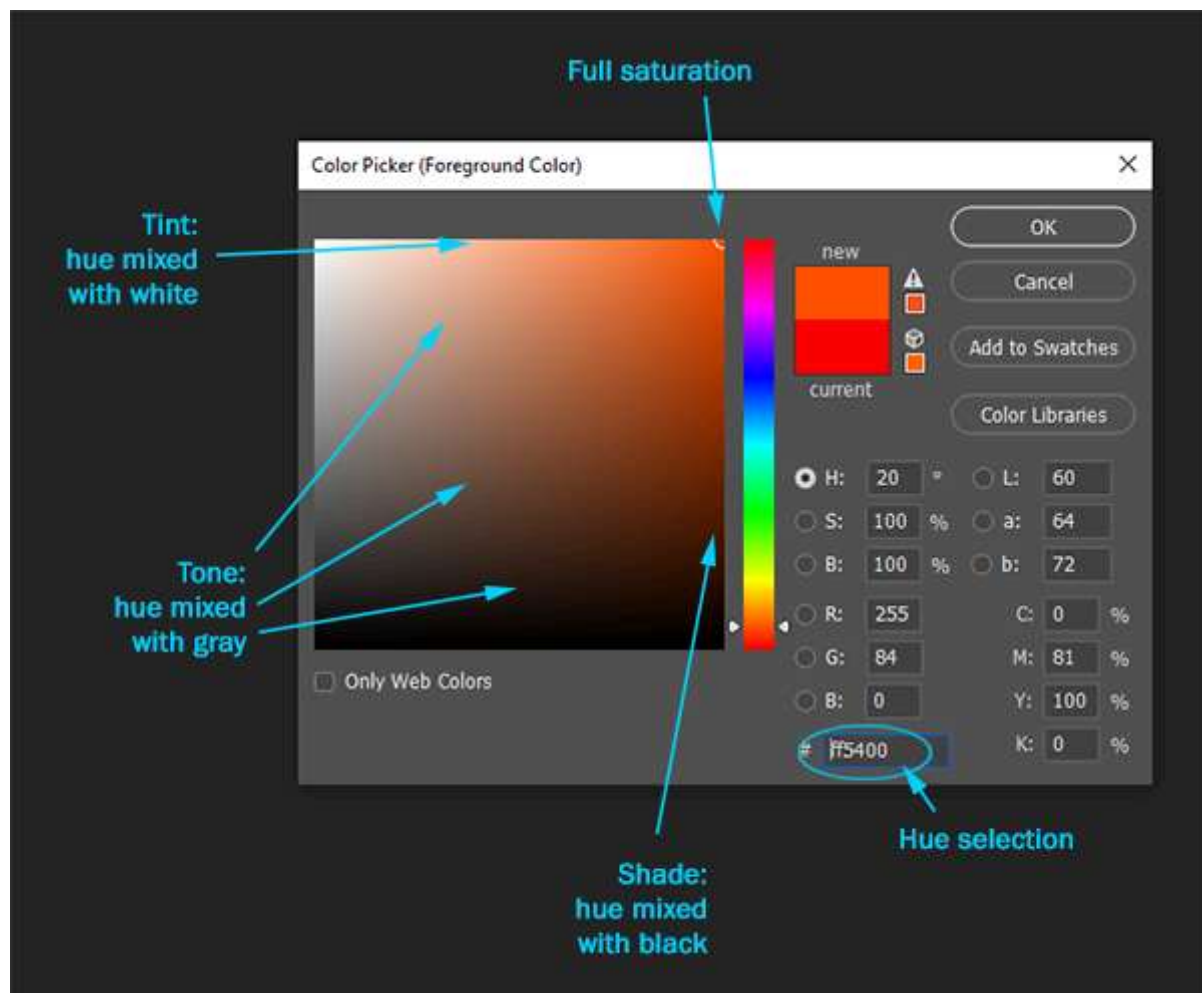 Full saturation
Color Picker (Foreground Color)
Tint:
hue mixed
with white
new
current
OK
Cancel
Add to Swatches
Color Libraries
H: 20 ° L: 60
S: 100 % a: 64
B: 100 % b: 72
R: 255 C: 0 %
G: 84 M: 81 %
B: 0 Y: 100 %
# ff5400 K: 0 %
Tone:
hue mixed
with gray
Only Web Colors
Hue selection
Shade:
hue mixed
with black